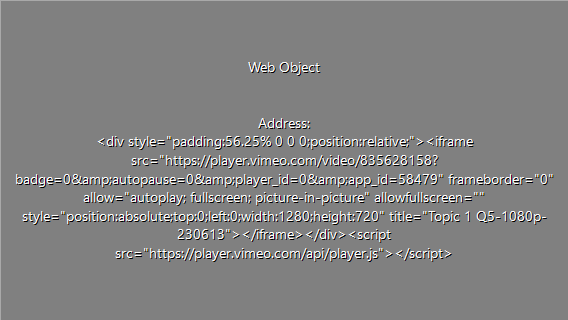 Web Object
Address:
<div style="padding:56.25% 0 0 0;position:relative;"><iframe
src="https://player.vimeo.com/video/835628158?
badge=0&amp;autopause=0&amp;player_id=0&amp;app_id=58479" frameborder="0"
allow="autoplay; fullscreen; picture-in-picture" allowfullscreen=""
style="position:absolute;top:0;left:0;width:1280;height:720" title="Topic 1 Q5-1080p-
230613"></iframe></div><script
src="https://player.vimeo.com/api/player.js"></script>